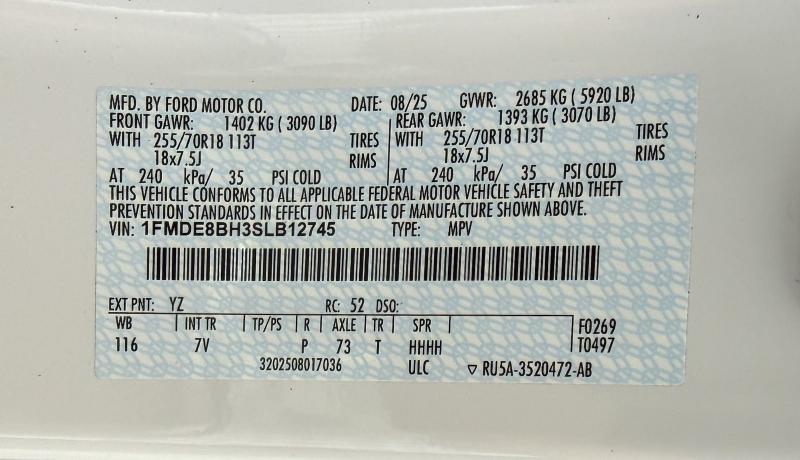 MFD. BY FORD MOTOR CO. DATE: 08/25 GVWR: 2685 KG ( 5920 LB)
FRONT GAWR: 1402 KG ( 3090 LB) REAR GAWR: 1393 KG ( 3070 LB)
WITH 255/70R18 113T TIRES WITH 255/70R18 113T TIRES
18x7.5J RIMS 18x7.5J RIMS
AT 240 kPa/ 35 PSI COLD AT 240 kPa/ 35 PSI COLD
THIS VEHICLE CONFORMS TO ALL APPLICABLE FEDERAL MOTOR VEHICLE SAFETY AND THEFT
PREVENTION STANDARDS IN EFFECT ON THE DATE OF MANUFACTURE SHOWN ABOVE.
VIN: 1FMDE8BH3SLB12745 TYPE: MPV
EXT PNT: YZ RC: 52 DSO:
WB INT TR TP/PS R AXLE TR SPR F0269
116 7V P 73 T HHHH T0497
3202508017036 ULC ▽ RU5A-3520472-AB